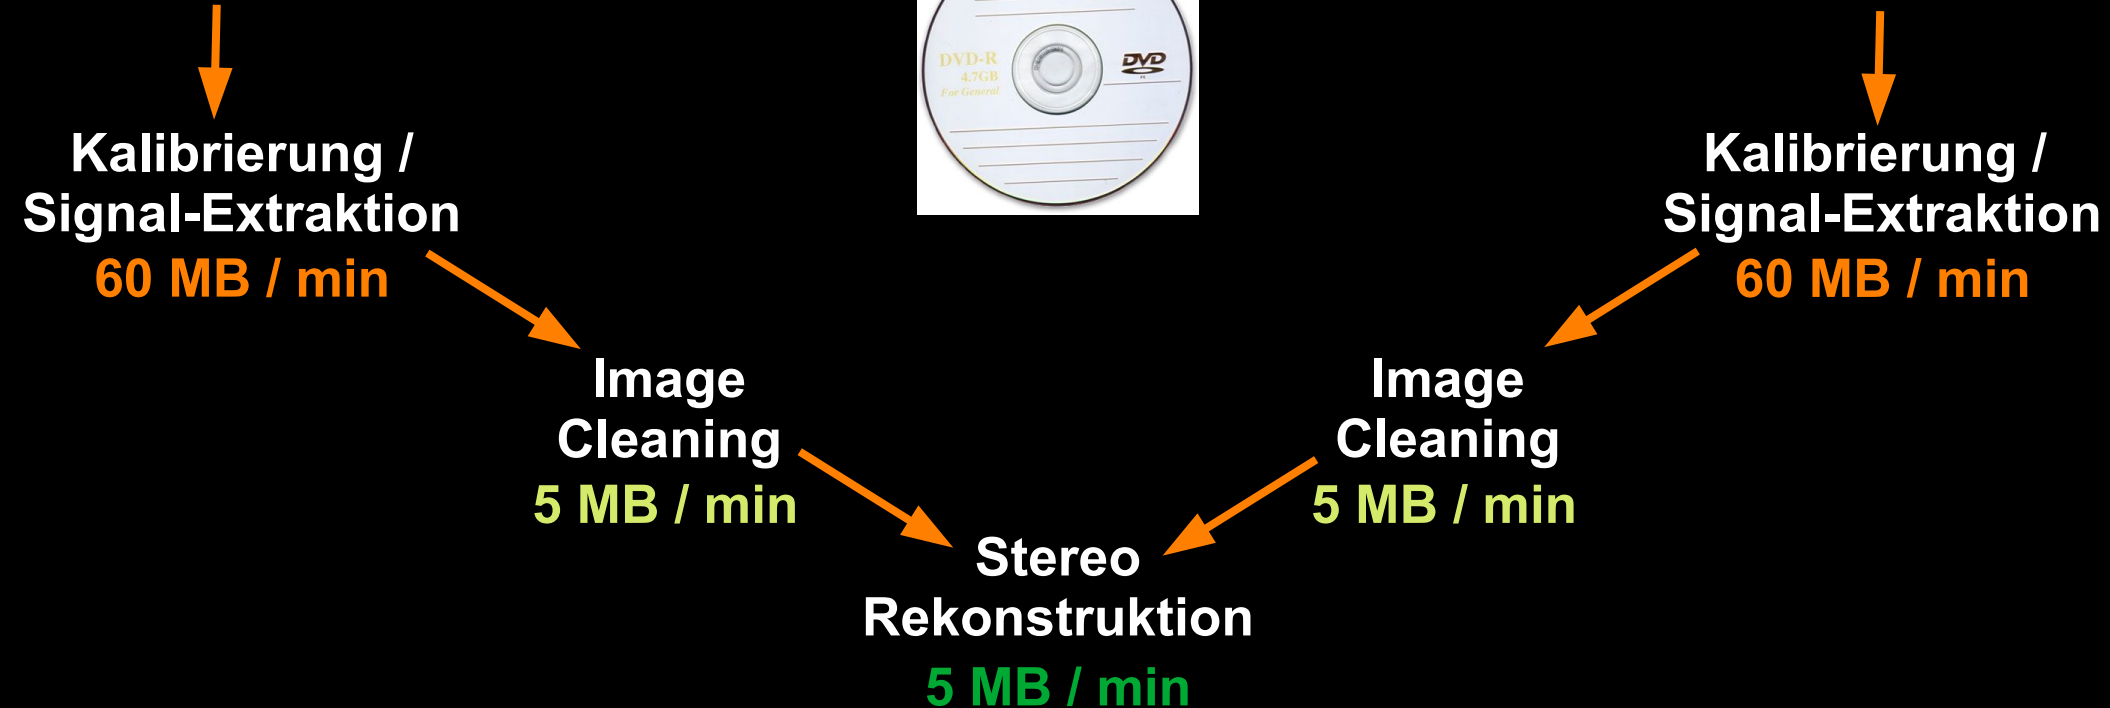 DVD-R
4.7GB
For General
DVD
Kalibrierung /
Signal-Extraktion
60 MB / min
Kalibrierung /
Signal-Extraktion
60 MB / min
Image
Cleaning
5 MB / min
Image
Cleaning
5 MB / min
Stereo
Rekonstruktion
5 MB / min